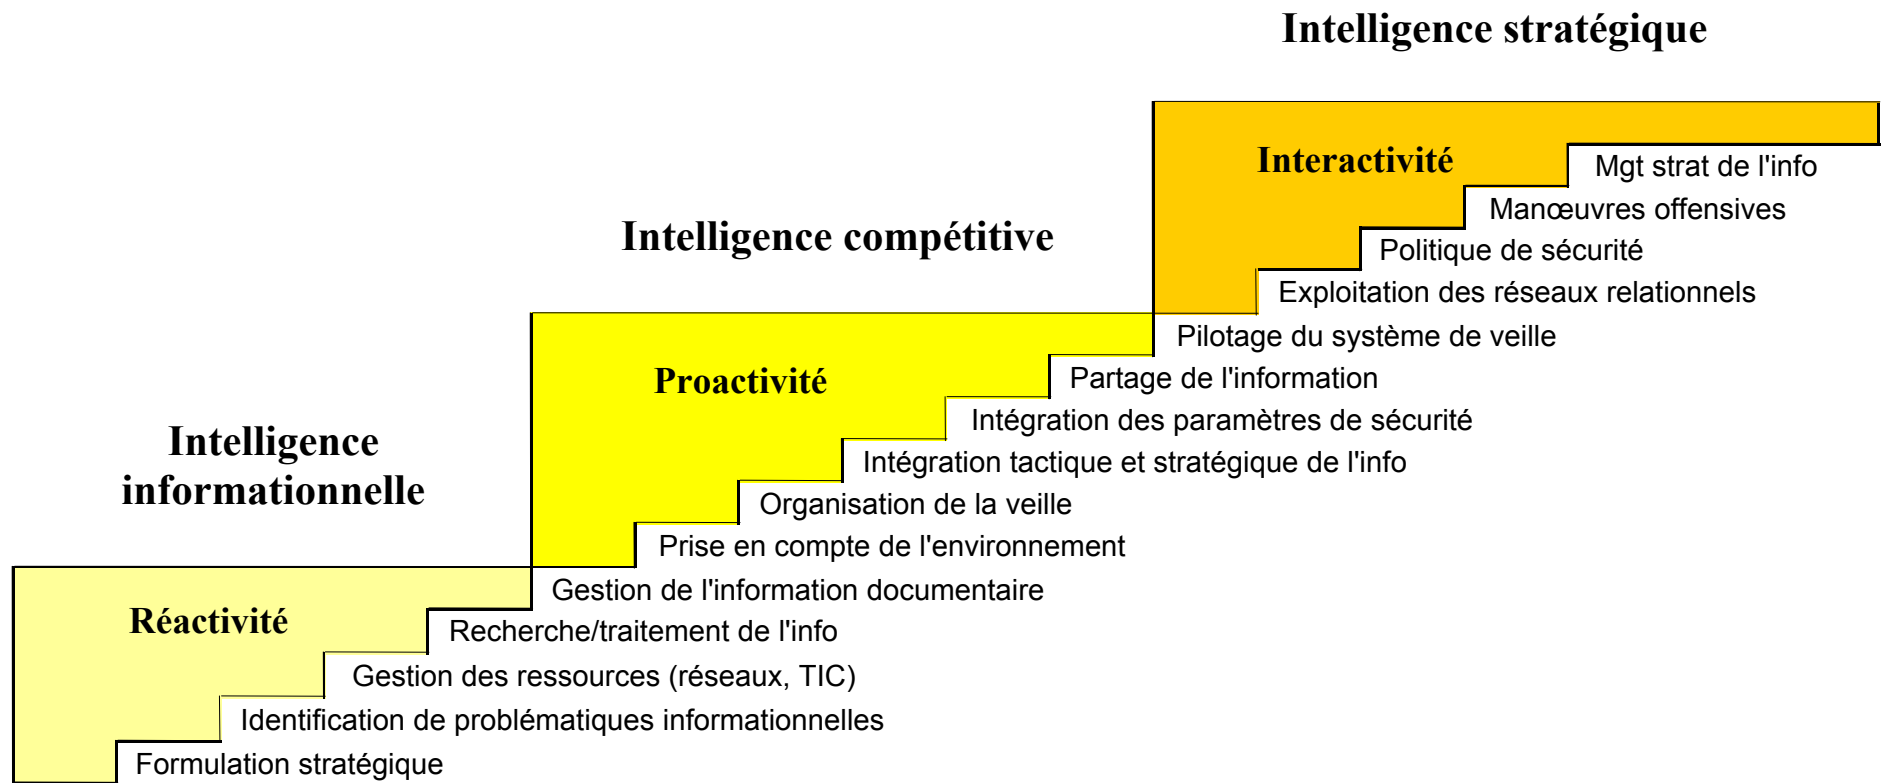 Intelligence stratégique
Interactivité
Mgt strat de l'info
Manœuvres offensives
Politique de sécurité
Exploitation des réseaux relationnels
Intelligence compétitive
Proactivité
Pilotage du système de veille
Partage de l'information
Intégration des paramètres de sécurité
Intégration tactique et stratégique de l'info
Organisation de la veille
Prise en compte de l'environnement
Intelligence
informationnelle
Réactivité
Gestion de l'information documentaire
Recherche/traitement de l'info
Gestion des ressources (réseaux, TIC)
Identification de problématiques informationnelles
Formulation stratégique